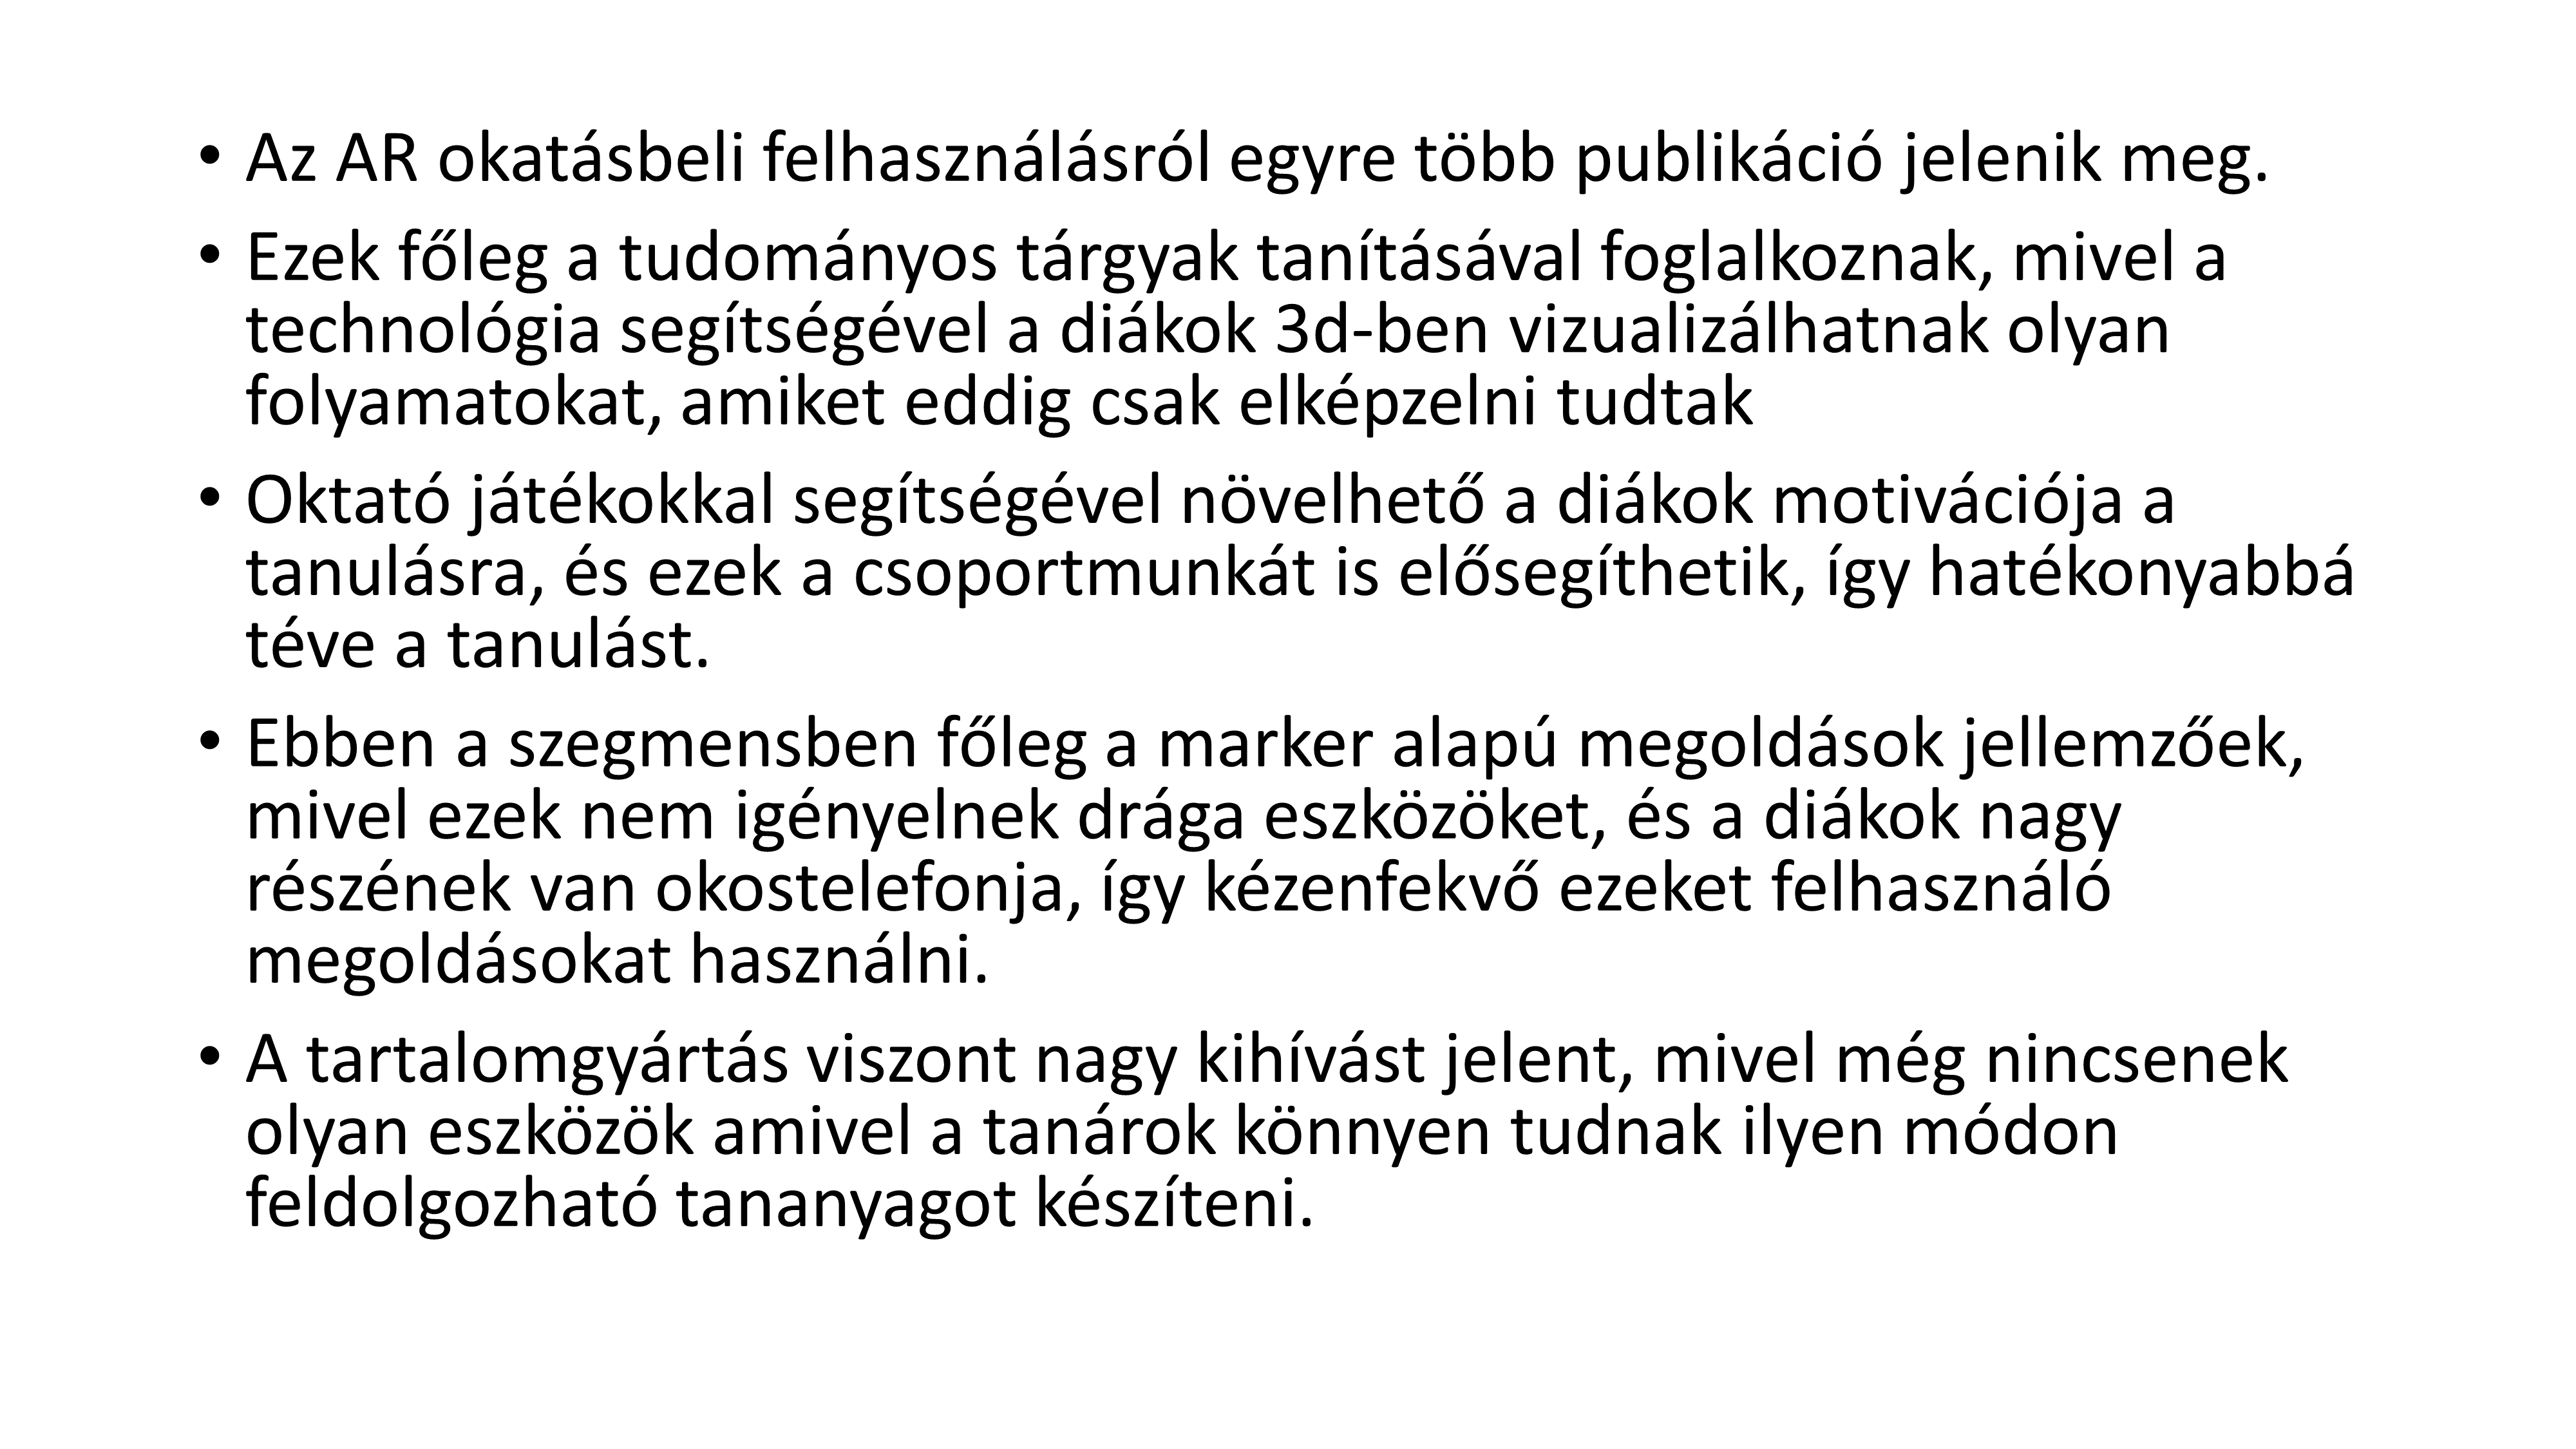 • Az AR okatásbeli felhasználásról egyre több publikáció jelenik meg.
• Ezek főleg a tudományos tárgyak tanításával foglalkoznak, mivel a
technológia segítségével a diákok 3d-ben vizualizálhatnak olyan
folyamatokat, amiket eddig csak elképzelni tudtak
• Oktató játékokkal segítségével növelhető a diákok motivációja a
tanulásra, és ezek a csoportmunkát is elősegíthetik, így hatékonyabbá
téve a tanulást.
• Ebben a szegmensben főleg a marker alapú megoldások jellemzőek,
mivel ezek nem igényelnek drága eszközöket, és a diákok nagy
részének van okostelefonja, így kézenfekvő ezeket felhasználó
megoldásokat használni.
• A tartalomgyártás viszont nagy kihívást jelent, mivel még nincsenek
olyan eszközök amivel a tanárok könnyen tudnak ilyen módon
feldolgozható tananyagot készíteni.